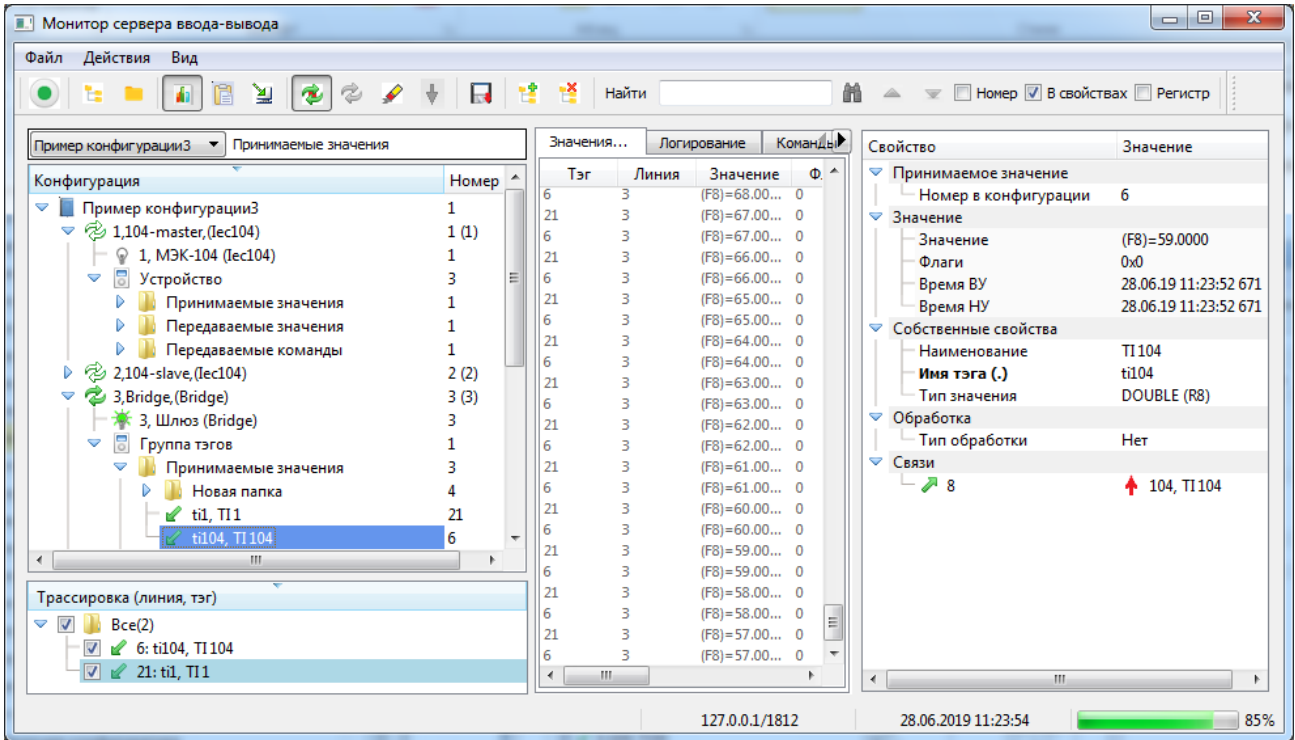 Монитор сервера ввода-вывода
Файл Действия Вид
Найти Номер В свойствах Регистр
Пример конфигурации3 Принимаемые значения
Конфигурация Номер
Пример конфигурации3 1
1,104-master,(Iec104) 1 (1)
1, МЭК-104 (Iec104) 1
Устройство 3
Принимаемые значения 1
Передаваемые значения 1
Передаваемые команды 1
2,104-slave,(Iec104) 2 (2)
3,Bridge,(Bridge) 3 (3)
3, Шлюз (Bridge) 3
Группа тэгов 1
Принимаемые значения 3
Новая папка 4
ti1, ТI 1 21
ti104, ТI 104 6
Трассировка (линия, тэг)
Все(2)
6: ti104, ТI 104
21: ti1, ТI 1
Значения... Логирование Команды
Тэг Линия Значение Ф.
6 3 (F8)=68.00... 0
21 3 (F8)=67.00... 0
6 3 (F8)=67.00... 0
21 3 (F8)=66.00... 0
6 3 (F8)=66.00... 0
21 3 (F8)=65.00... 0
6 3 (F8)=65.00... 0
21 3 (F8)=64.00... 0
6 3 (F8)=64.00... 0
21 3 (F8)=63.00... 0
6 3 (F8)=63.00... 0
21 3 (F8)=62.00... 0
6 3 (F8)=62.00... 0
21 3 (F8)=61.00... 0
6 3 (F8)=61.00... 0
21 3 (F8)=60.00... 0
6 3 (F8)=60.00... 0
21 3 (F8)=59.00... 0
6 3 (F8)=59.00... 0
21 3 (F8)=58.00... 0
6 3 (F8)=58.00... 0
21 3 (F8)=57.00... 0
6 3 (F8)=57.00... 0
Свойство Значение
Принимаемое значение
Номер в конфигурации 6
Значение
Значение (F8)=59.0000
Флаги 0x0
Время ВУ 28.06.19 11:23:52 671
Время НУ 28.06.19 11:23:52 671
Собственные свойства
Наименование ТI 104
Имя тэга (.) ti104
Тип значения DOUBLE (R8)
Обработка
Тип обработки Нет
Связи
8 104, ТI 104
127.0.0.1/1812 28.06.2019 11:23:54 85%